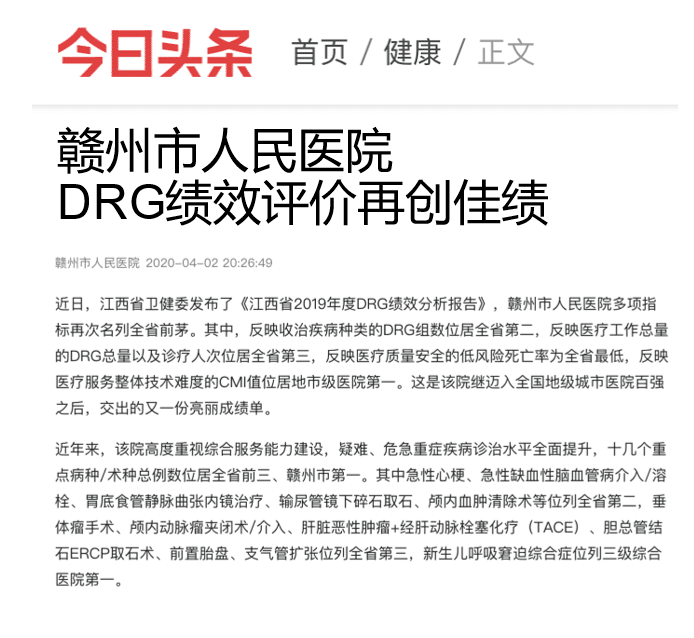 今日头条 首页 / 健康 / 正文
赣州市人民医院
DRG绩效评价再创佳绩
赣州市人民医院 2020-04-02 20:26:49
近日，江西省卫健委发布了《江西省2019年度DRG绩效分析报告》，赣州市人民医院多项指
标再次名列全省前茅。其中，反映收治疾病种类的DRG组数位居全省第二，反映医疗工作总量
的DRG总量以及诊疗人次位居全省第三，反映医疗质量安全的低风险死亡率为全省最低，反映
医疗服务整体技术难度的CMI值位居地市级医院第一。这是该院继迈入全国地级城市医院百强
之后，交出的又一份亮丽成绩单。
近年来，该院高度重视综合服务能力建设，疑难、危急重症疾病诊治水平全面提升，十几个重
点病种/术种总例数位居全省前三、赣州市第一。其中急性心梗、急性缺血性脑血管病介入/溶
栓、胃底食管静脉曲张内镜治疗、输尿管镜下碎石取石、颅内血肿清除术等位列全省第二，垂
体瘤手术、颅内动脉瘤夹闭术/介入、肝脏恶性肿瘤+经肝动脉栓塞化疗（TACE）、胆总管结
石ERCP取石术、前置胎盘、支气管扩张位列全省第三，新生儿呼吸窘迫综合症位列三级综合
医院第一。